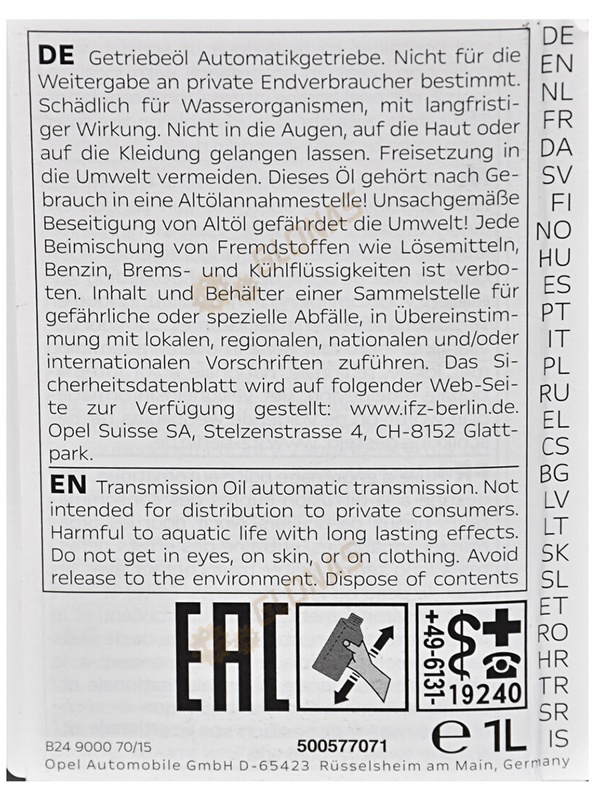 DE Getriebeöl Automatikgetriebe. Nicht für die
Weitergabe an private Endverbraucher bestimmt.
Schädlich für Wasserorganismen, mit langfristi-
ger Wirkung. Nicht in die Augen, auf die Haut oder
auf die Kleidung gelangen lassen. Freisetzung in
die Umwelt vermeiden. Dieses Öl gehört nach Ge-
brauch in eine Altölannahmestelle! Unsachgemäße
Beseitigung von Altöl gefährdet die Umwelt! Jede
Beimischung von Fremdstoffen wie Lösemitteln,
Benzin, Brems- und Kühlflüssigkeiten ist verbo-
ten. Inhalt und Behälter einer Sammelstelle für
gefährliche oder spezielle Abfälle, in Übereinstim-
mung mit lokalen, regionalen, nationalen und/oder
internationalen Vorschriften zuführen. Das Si-
cherheitsdatenblatt wird auf folgender Web-Sei-
te zur Verfügung gestellt: www.ifz-berlin.de.
Opel Suisse SA, Stelzenstrasse 4, CH-8152 Glatt-
park.
EN Transmission Oil automatic transmission. Not
intended for distribution to private consumers.
Harmful to aquatic life with long lasting effects.
Do not get in eyes, on skin, or on clothing. Avoid
release to the environment. Dispose of contents
DE
EN
NL
FR
DA
SV
FI
NO
HU
ES
PT
IT
PL
RU
EL
CS
BG
LV
LT
SK
SL
ET
RO
HR
TR
SR
IS
EAC
+49-6131-
19240
B24 9000 70/15
500577071
e 1L
Opel Automobile GmbH D-65423 Rüsselsheim am Main, Germany
GLONAS
GLONAS